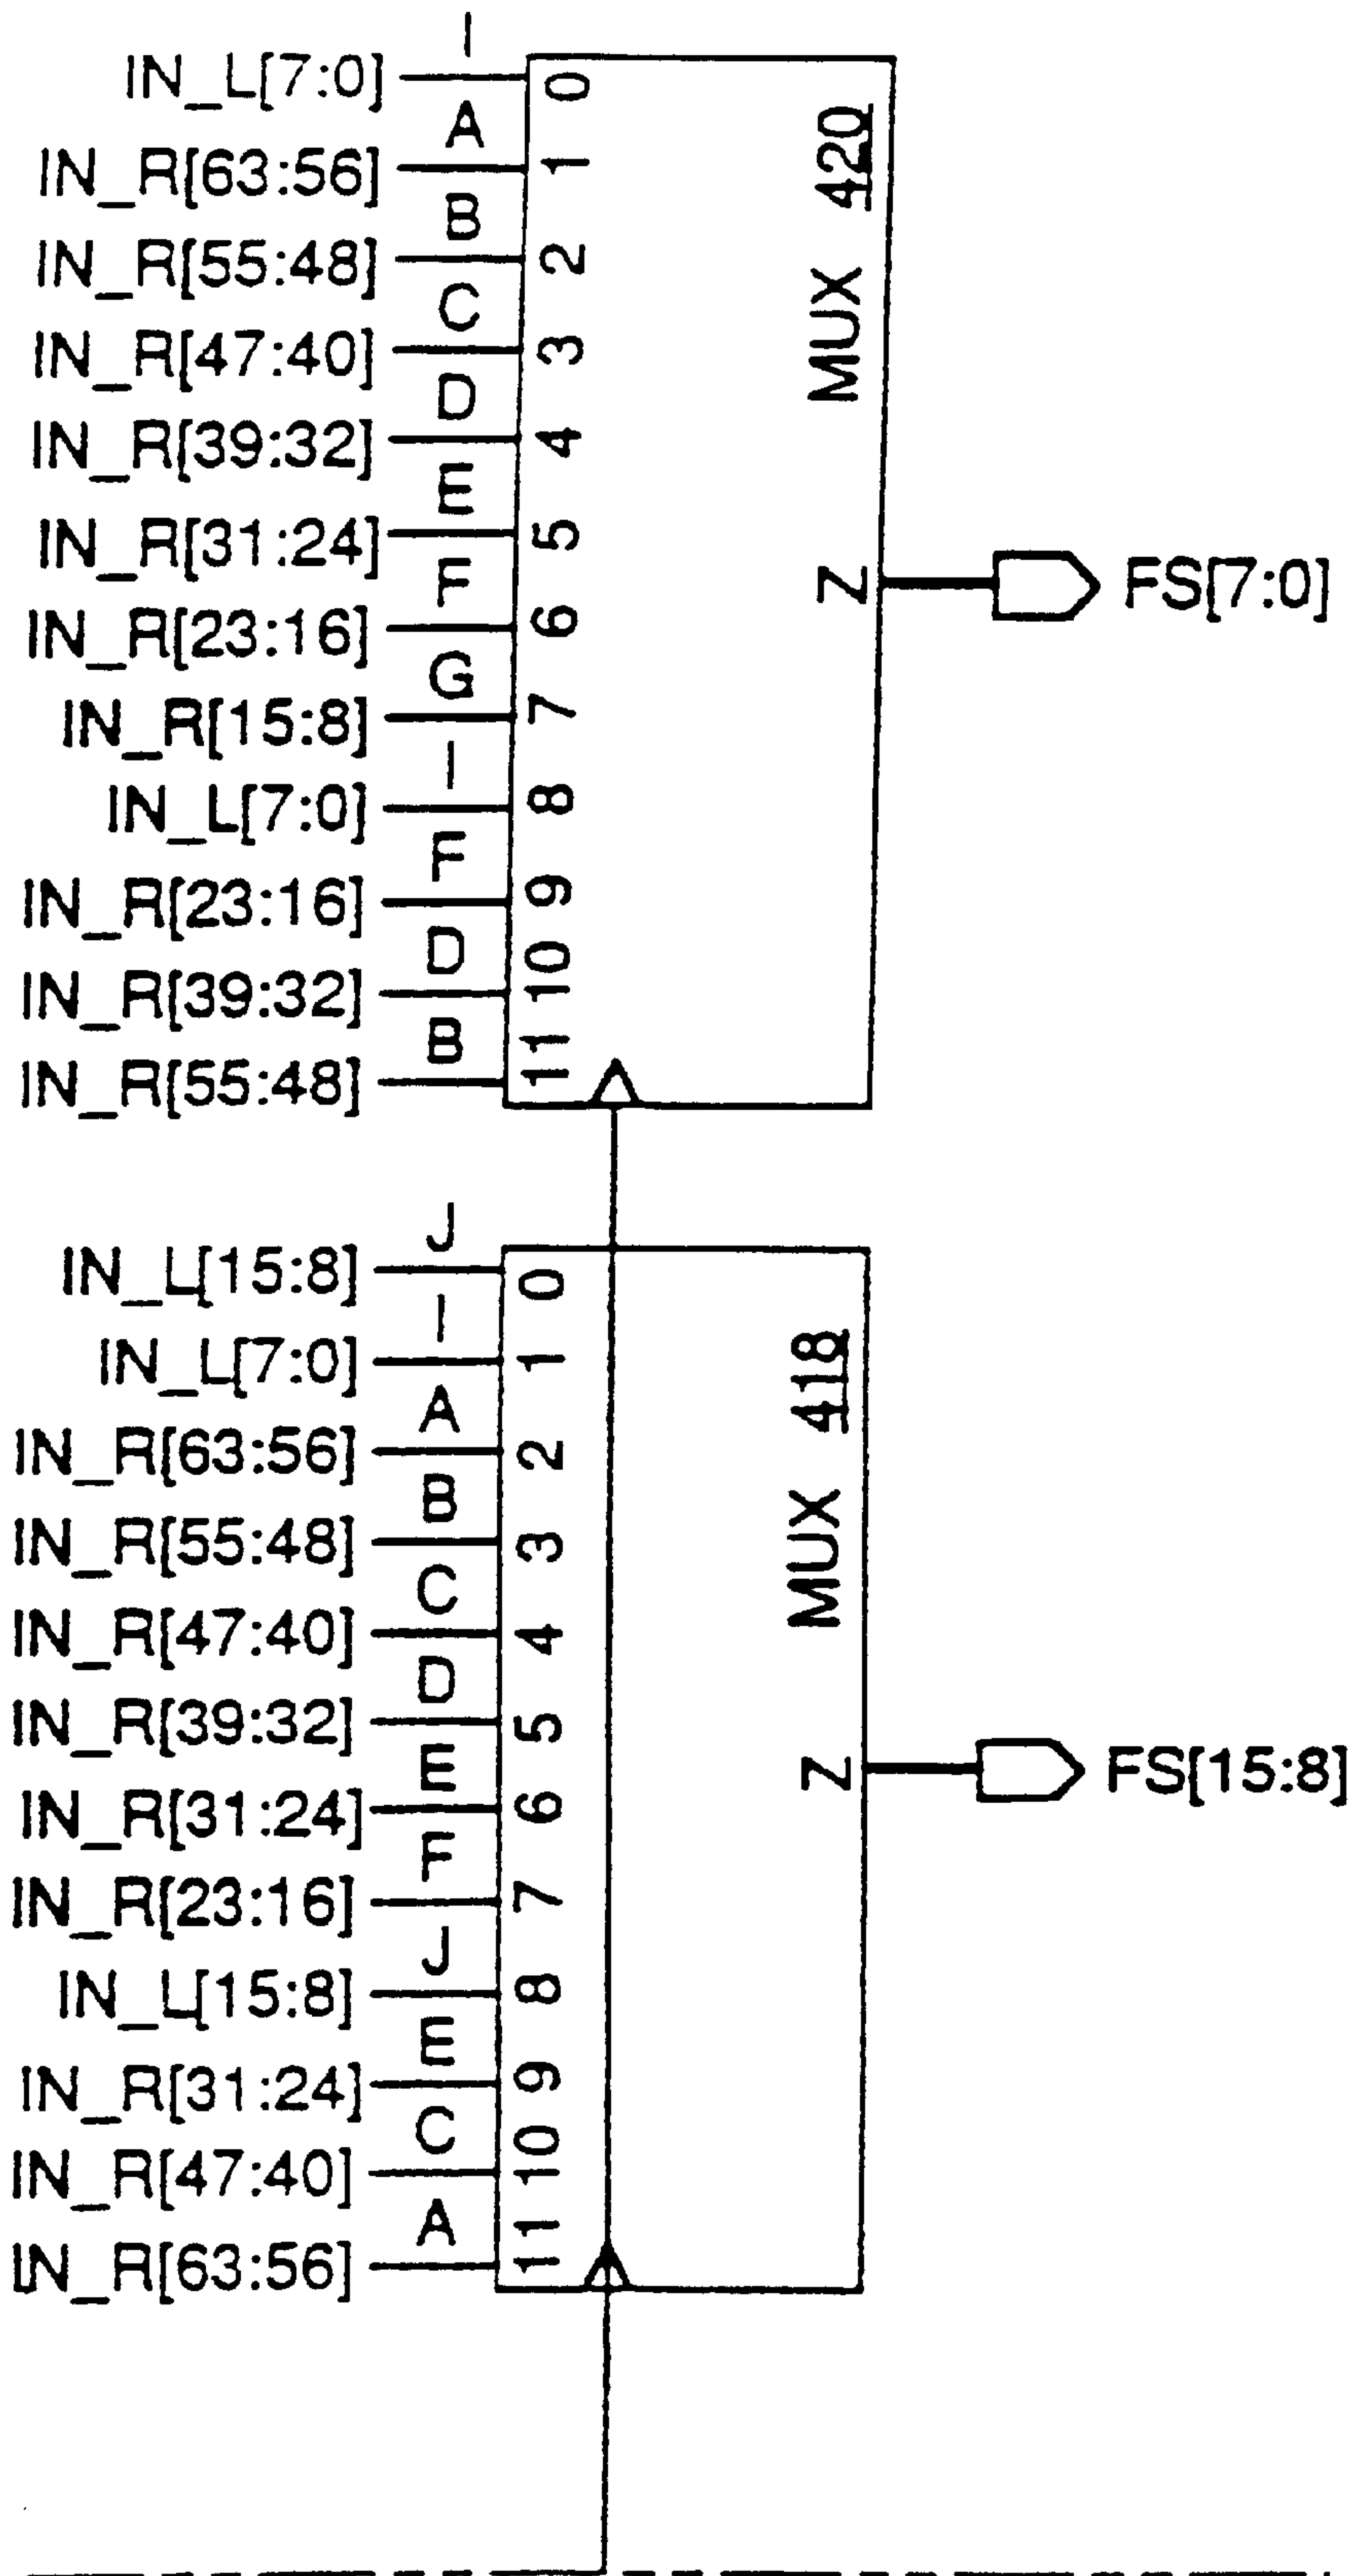 I
IN_L[7:0] 0
A
IN_R[63:56] 1
B
IN_R[55:48] 2
C
IN_R[47:40] 3
D
IN_R[39:32] 4
E
IN_R[31:24] 5
F
IN_R[23:16] 6
G
IN_R[15:8] 7
I
IN_L[7:0] 8
F
IN_R[23:16] 9
D
IN_R[39:32] 10
B
IN_R[55:48] 11
MUX 420
Z FS[7:0]
J
IN_L[15:8] 0
I
IN_L[7:0] 1
A
IN_R[63:56] 2
B
IN_R[55:48] 3
C
IN_R[47:40] 4
D
IN_R[39:32] 5
E
IN_R[31:24] 6
F
IN_R[23:16] 7
J
IN_L[15:8] 8
E
IN_R[31:24] 9
C
IN_R[47:40] 10
A
IN_R[63:56] 11
MUX 418
Z FS[15:8]